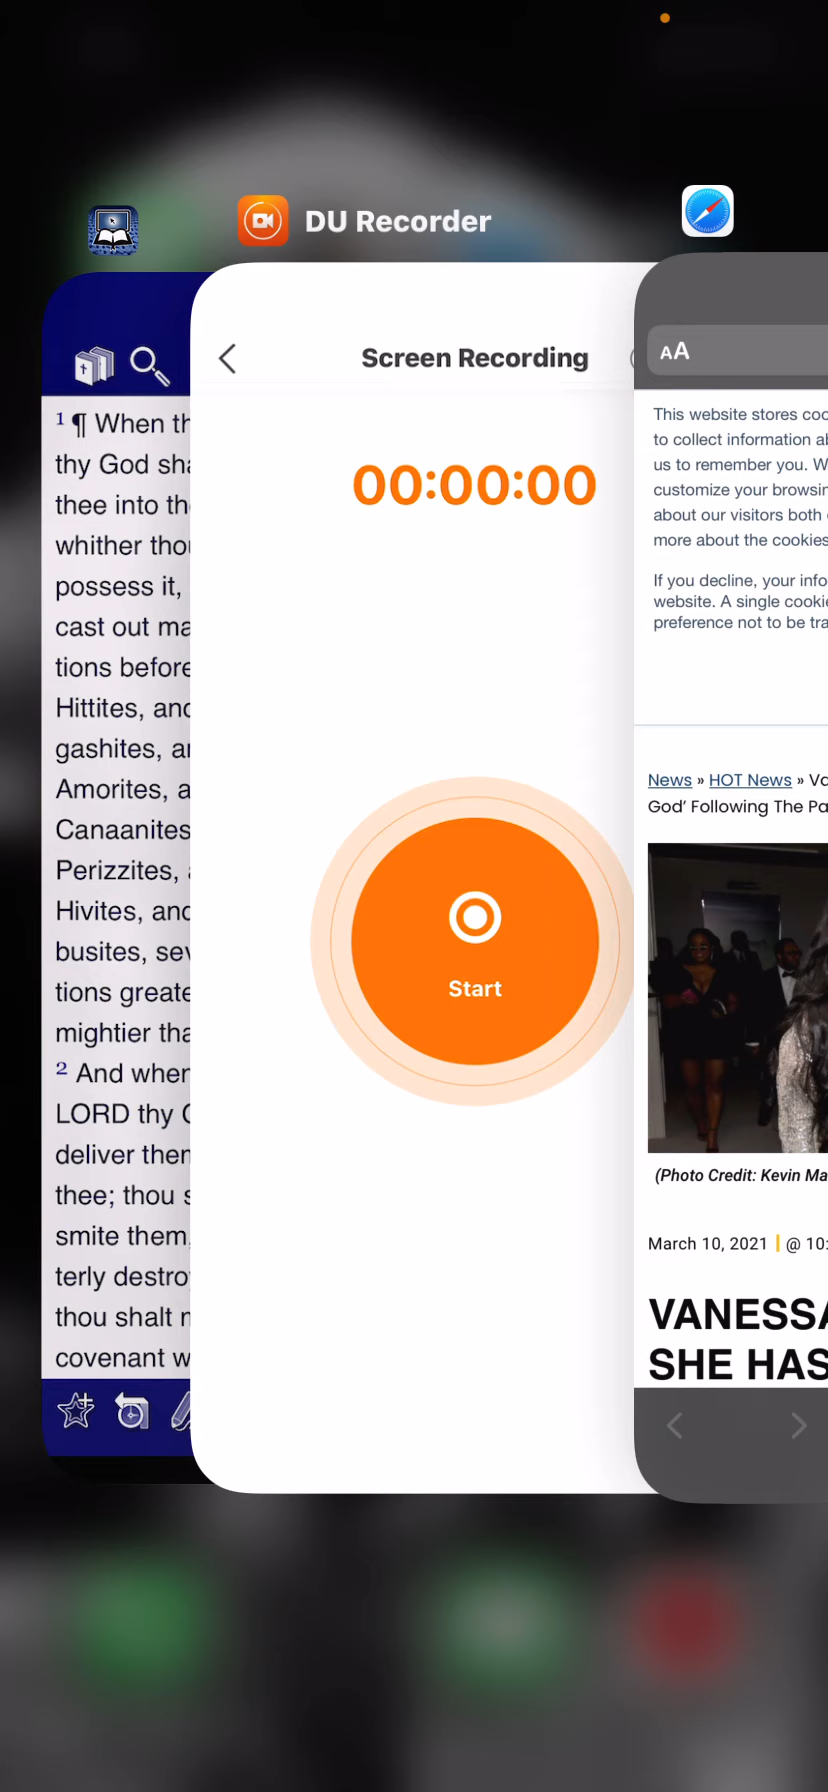 DU Recorder
1 ¶ When th
thy God sha
thee into the
whither thou
possess it,
cast out ma
tions before
Hittites, and
gashites, an
Amorites, a
Canaanites
Perizzites, a
Hivites, and
busites, sev
tions greate
mightier tha
2 And when
LORD thy G
deliver them
thee; thou s
smite them,
terly destroy
thou shalt m
covenant w
Screen Recording
00:00:00
Start
AA
This website stores coo
to collect information ab
us to remember you. W
customize your browsin
about our visitors both
more about the cookies
If you decline, your info
website. A single cookie
preference not to be tra
News » HOT News » Va
God' Following The Pa
(Photo Credit: Kevin Ma
March 10, 2021 | @ 10:
VANESSA
SHE HAS